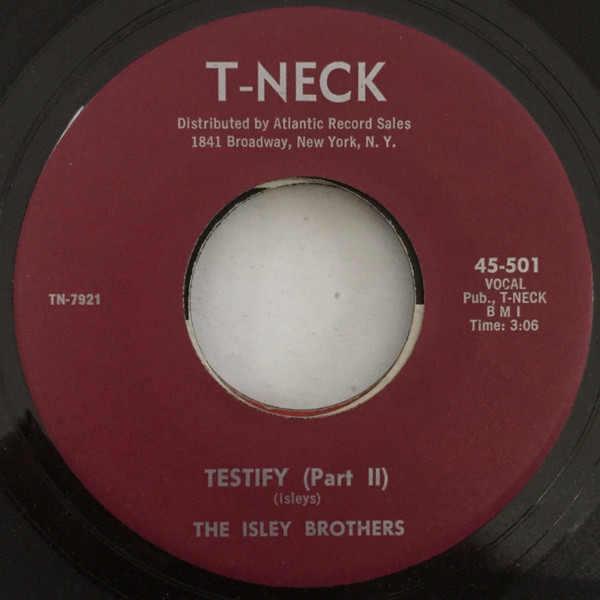 T-NECK
Distributed by Atlantic Record Sales
1841 Broadway, New York, N. Y.
TN-7921
45-501
VOCAL
Pub., T-NECK
B M I
Time: 3:06
TESTIFY (Part II)
(Isleys)
THE ISLEY BROTHERS